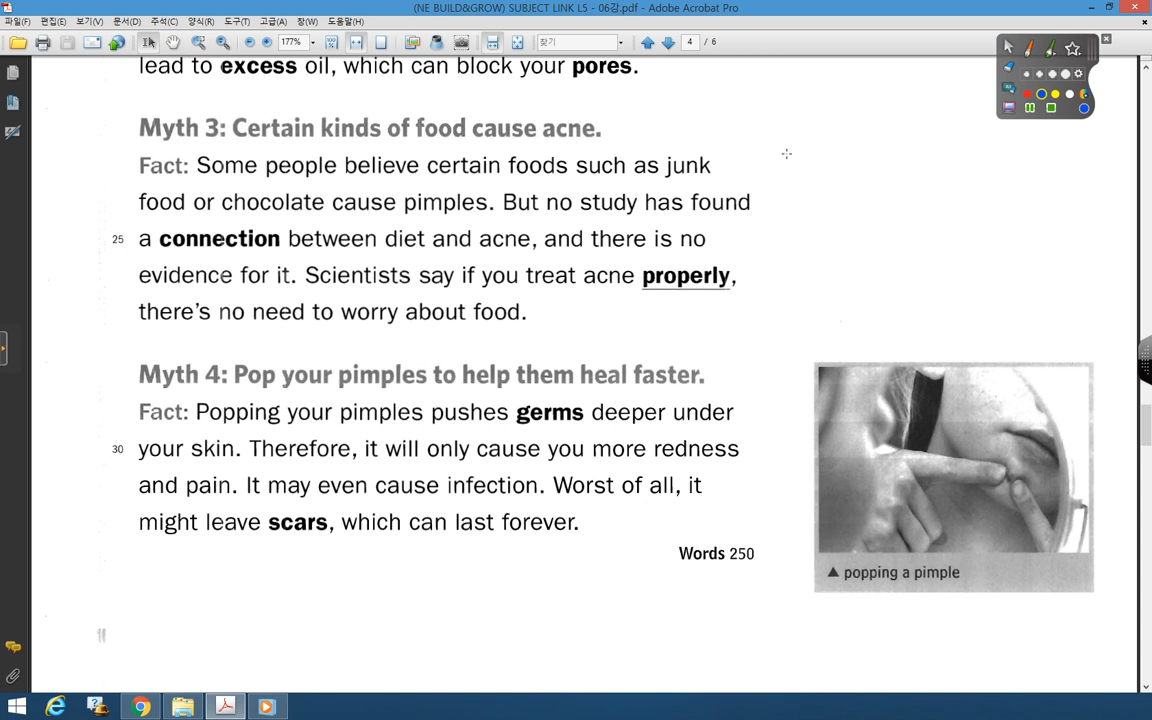 (NE BUILD&GROW) SUBJECT LINK L5 - 06강.pdf - Adobe Acrobat Pro
파일(F) 편집(E) 보기(V) 문서(D) 주석(C) 양식(R) 도구(T) 고급(A) 창(W) 도움말(H)
177% 찾기 4 / 6
lead to excess oil, which can block your pores.
Myth 3: Certain kinds of food cause acne.
Fact: Some people believe certain foods such as junk
food or chocolate cause pimples. But no study has found
25 a connection between diet and acne, and there is no
evidence for it. Scientists say if you treat acne properly,
there's no need to worry about food.
Myth 4: Pop your pimples to help them heal faster.
Fact: Popping your pimples pushes germs deeper under
30 your skin. Therefore, it will only cause you more redness
and pain. It may even cause infection. Worst of all, it
might leave scars, which can last forever.
Words 250
▲ popping a pimple